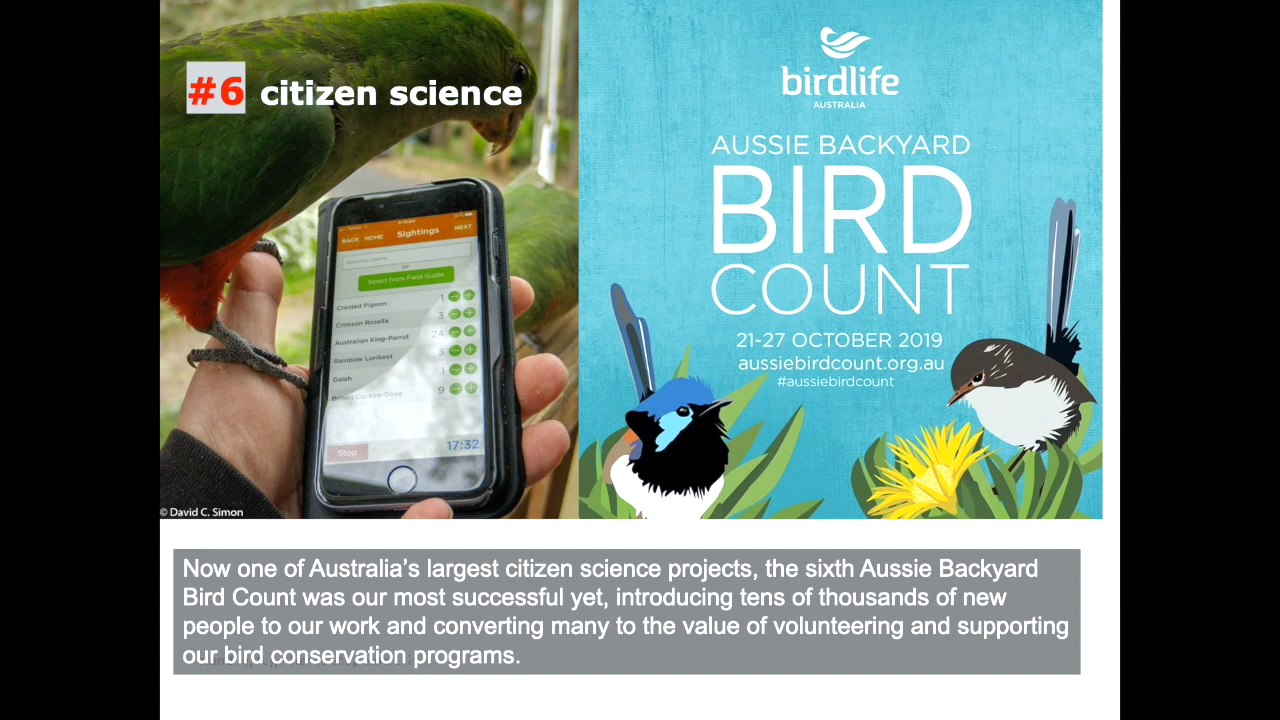 #6 citizen science
BACK HOME Sightings NEXT
Species name
or
Select from Field Guide
Crested Pigeon 1
Crimson Rosella 3
Australian King-Parrot 24
Rainbow Lorikeet 3
Galah 1
Brown Cuckoo-Dove 9
Stop 17:32
© David C. Simon
birdlife
AUSTRALIA
AUSSIE BACKYARD
BIRD
COUNT
21-27 OCTOBER 2019
aussiebirdcount.org.au
#aussiebirdcount
Now one of Australia’s largest citizen science projects, the sixth Aussie Backyard
Bird Count was our most successful yet, introducing tens of thousands of new
people to our work and converting many to the value of volunteering and supporting
our bird conservation programs.